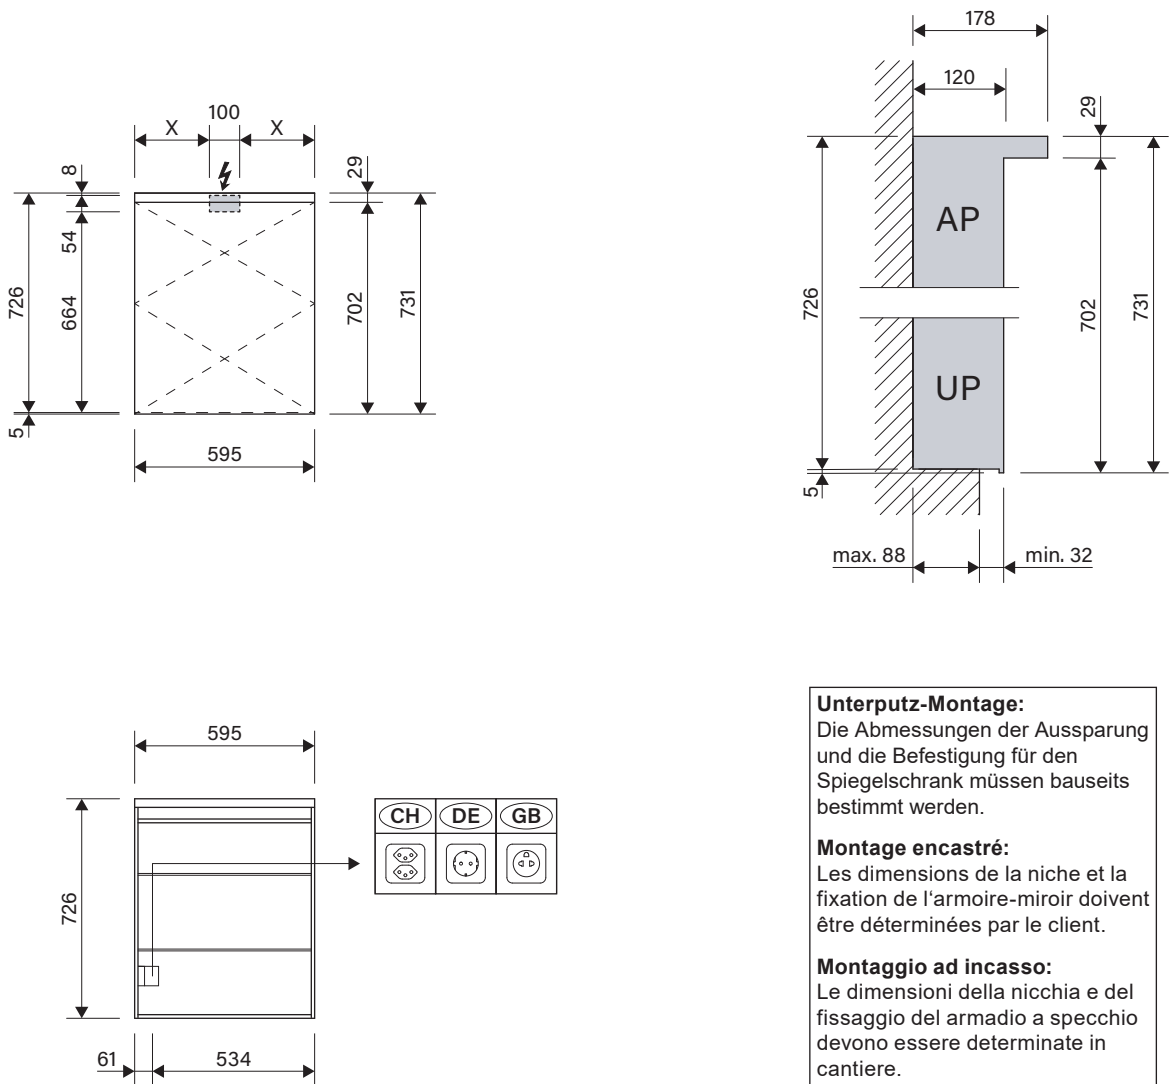 100
X X
8
54
726
664
5
29
702
731
595
178
120
29
AP
726
702
731
UP
5
max. 88
min. 32
595
726
61
534
CH DE GB
Unterputz-Montage:
Die Abmessungen der Aussparung
und die Befestigung für den
Spiegelschrank müssen bauseits
bestimmt werden.
Montage encastré:
Les dimensions de la niche et la
fixation de l‘armoire-miroir doivent
être déterminées par le client.
Montaggio ad incasso:
Le dimensioni della nicchia e del
fissaggio del armadio a specchio
devono essere determinate in
cantiere.